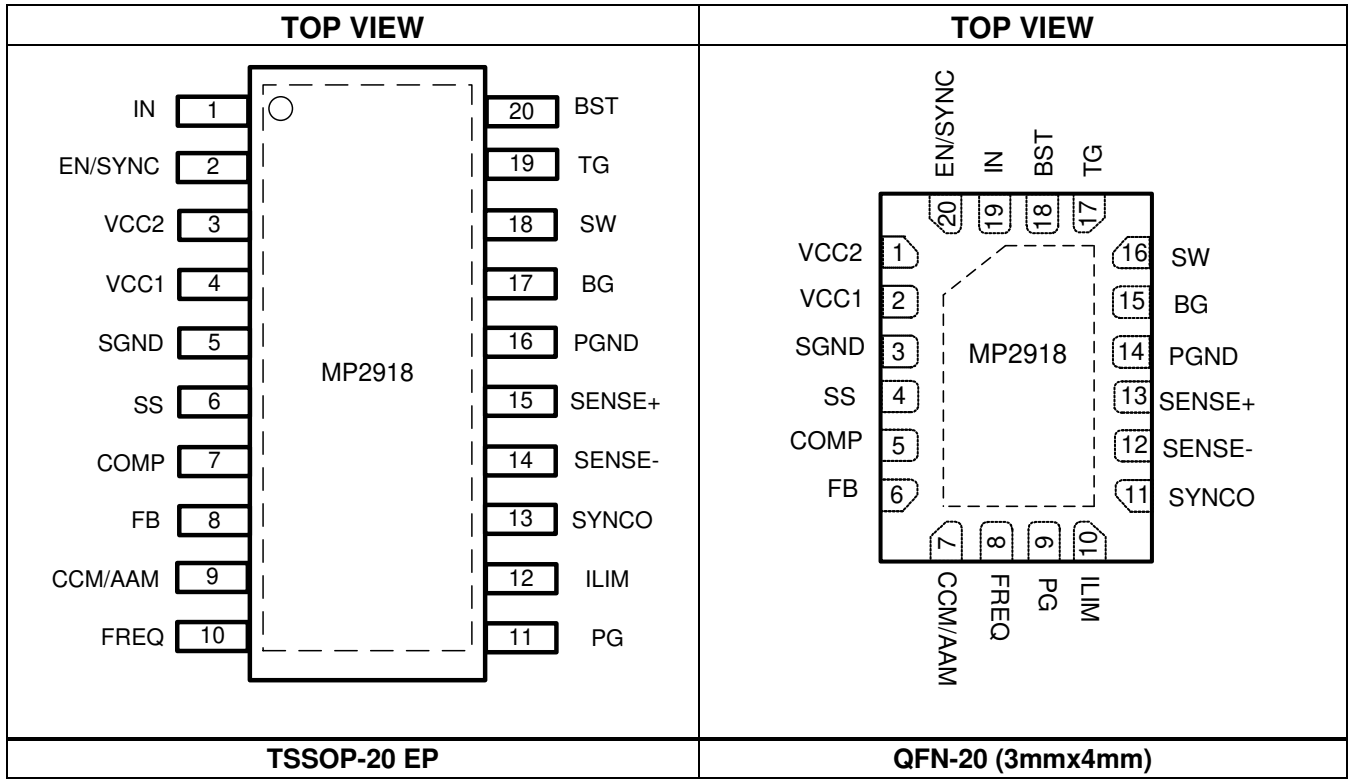 TOP VIEW
IN 1
EN/SYNC 2
VCC2 3
VCC1 4
SGND 5
SS 6
COMP 7
FB 8
CCM/AAM 9
FREQ 10
MP2918
20 BST
19 TG
18 SW
17 BG
16 PGND
15 SENSE+
14 SENSE-
13 SYNCO
12 ILIM
11 PG
TSSOP-20 EP
TOP VIEW
EN/SYNC
IN
BST
TG
20 19 18 17
VCC2 1
VCC1 2
SGND 3
SS 4
COMP 5
FB 6
MP2918
16 SW
15 BG
14 PGND
13 SENSE+
12 SENSE-
11 SYNCO
7 8 9 10
CCM/AAM
FREQ
PG
ILIM
QFN-20 (3mmx4mm)